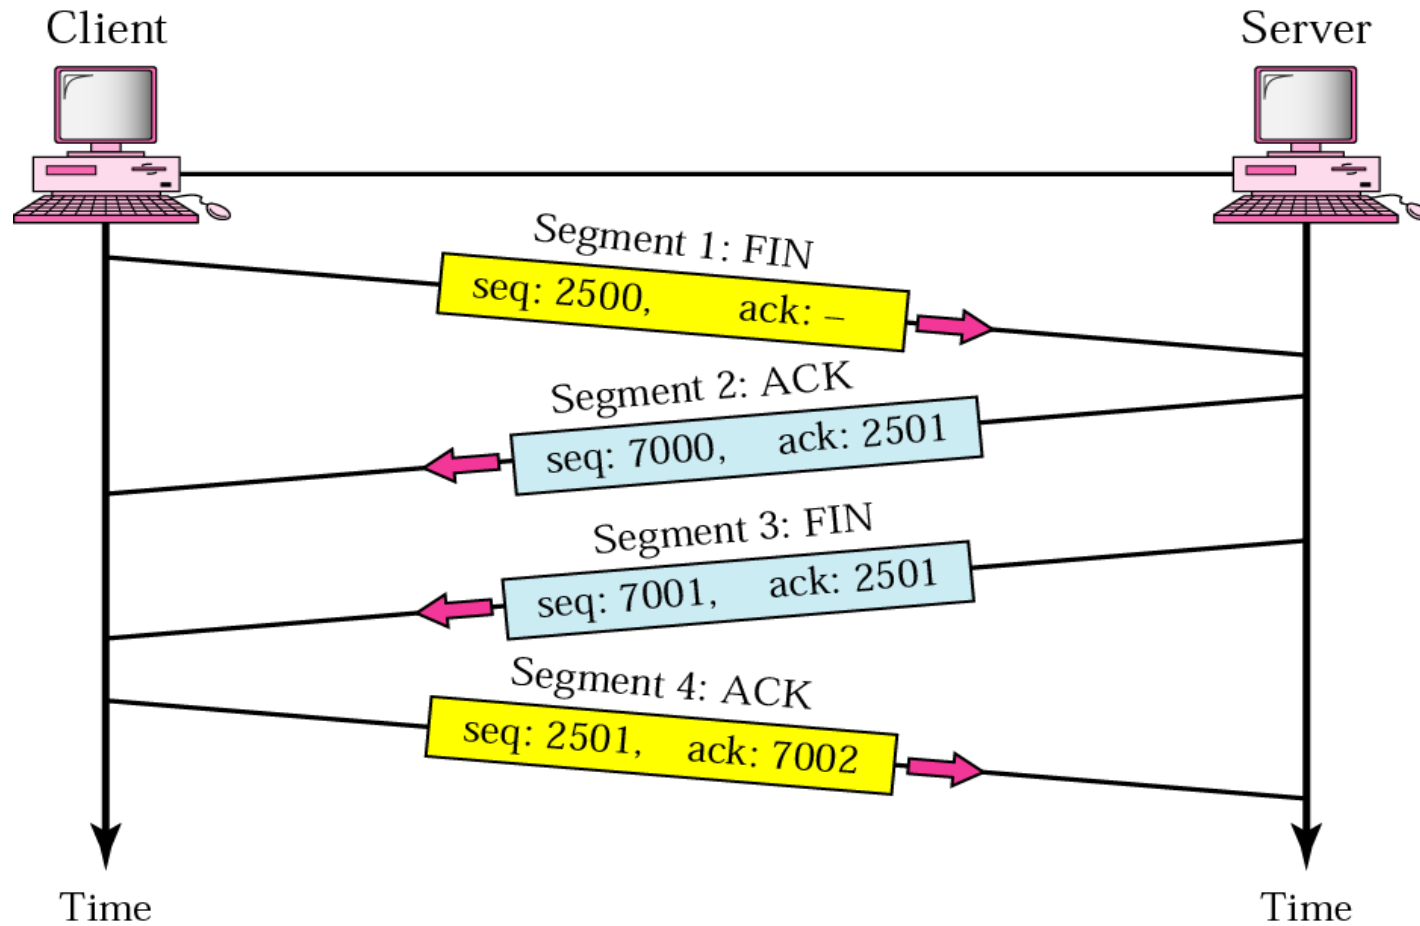 Client
Server
Segment 1: FIN
seq: 2500, ack: –
Segment 2: ACK
seq: 7000, ack: 2501
Segment 3: FIN
seq: 7001, ack: 2501
Segment 4: ACK
seq: 2501, ack: 7002
Time
Time